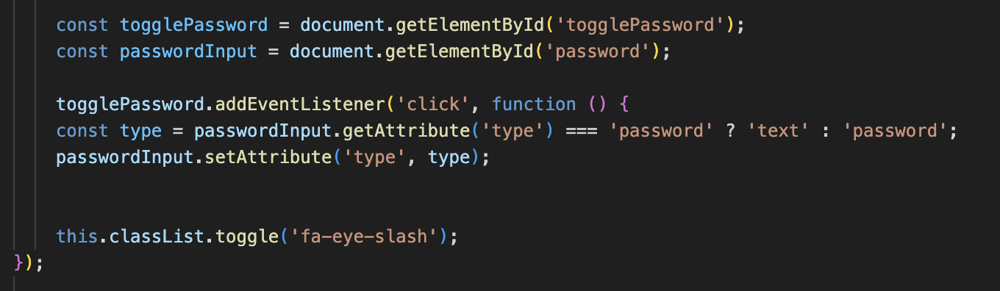 const togglePassword = document.getElementById('togglePassword');
const passwordInput = document.getElementById('password');
togglePassword.addEventListener('click', function () {
const type = passwordInput.getAttribute('type') === 'password' ? 'text' : 'password';
passwordInput.setAttribute('type', type);
this.classList.toggle('fa-eye-slash');
});